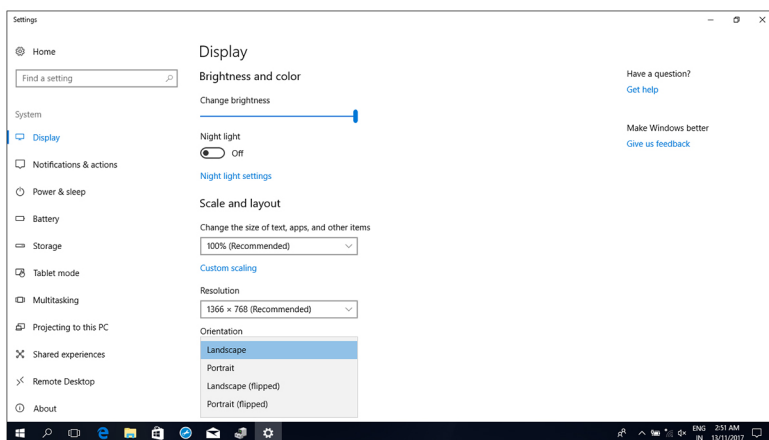 Settings
Home
Find a setting
System
Display
Notifications & actions
Power & sleep
Battery
Storage
Tablet mode
Multitasking
Projecting to this PC
Shared experiences
Remote Desktop
About
Display
Brightness and color
Change brightness
Night light
Off
Night light settings
Scale and layout
Change the size of text, apps, and other items
100% (Recommended)
Custom scaling
Resolution
1366 × 768 (Recommended)
Orientation
Landscape
Portrait
Landscape (flipped)
Portrait (flipped)
Have a question?
Get help
Make Windows better
Give us feedback
ENG
IN
2:51 AM
13/11/2017